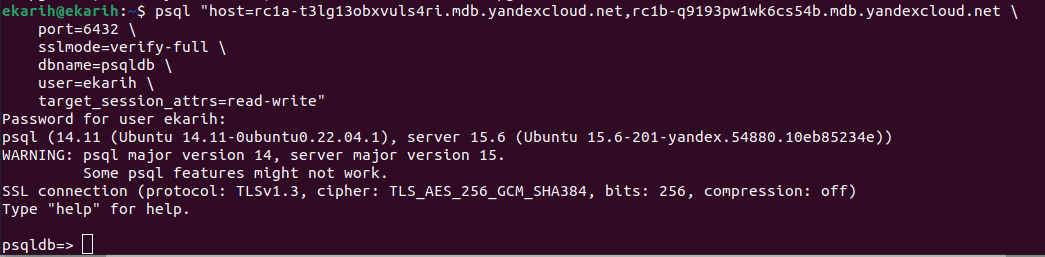 ekarih@ekarih:~$ psql "host=rc1a-t3lg13obxvuls4ri.mdb.yandexcloud.net,rc1b-q9193pw1wk6cs54b.mdb.yandexcloud.net \
    port=6432 \
    sslmode=verify-full \
    dbname=psqldb \
    user=ekarih \
    target_session_attrs=read-write"
Password for user ekarih:
psql (14.11 (Ubuntu 14.11-0ubuntu0.22.04.1), server 15.6 (Ubuntu 15.6-201-yandex.54880.10eb85234e))
WARNING: psql major version 14, server major version 15.
         Some psql features might not work.
SSL connection (protocol: TLSv1.3, cipher: TLS_AES_256_GCM_SHA384, bits: 256, compression: off)
Type "help" for help.
psqldb=>